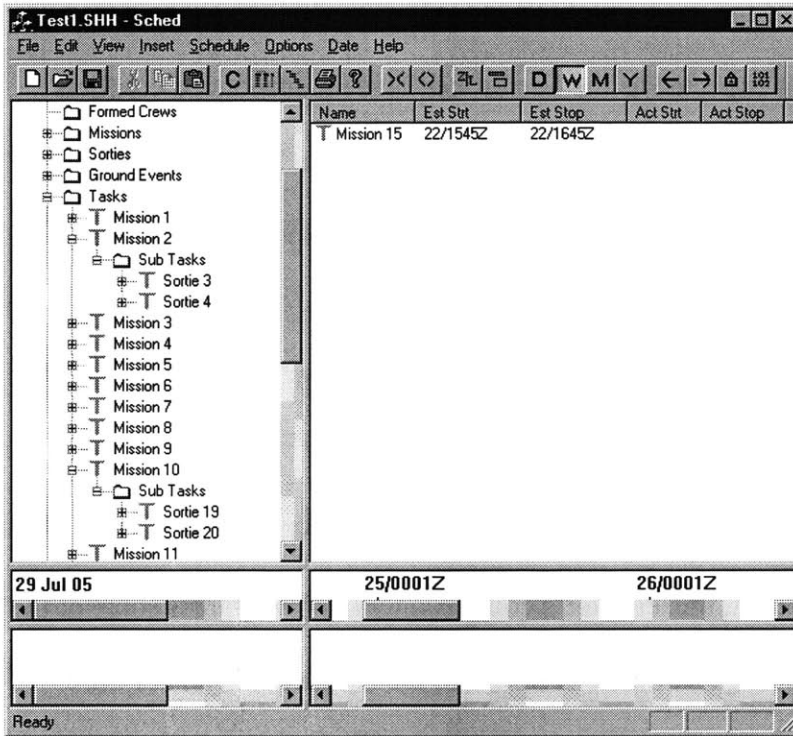 Test1.SHH - Sched
File Edit View Insert Schedule Options Date Help
C Z/L D W M Y
Formed Crews
Missions
Sorties
Ground Events
Tasks
Mission 1
Mission 2
Sub Tasks
Sortie 3
Sortie 4
Mission 3
Mission 4
Mission 5
Mission 6
Mission 7
Mission 8
Mission 9
Mission 10
Sub Tasks
Sortie 19
Sortie 20
Mission 11
Name Est Strt Est Stop Act Strt Act Stop
Mission 15 22/1545Z 22/1645Z
29 Jul 05
25/0001Z 26/0001Z
Ready